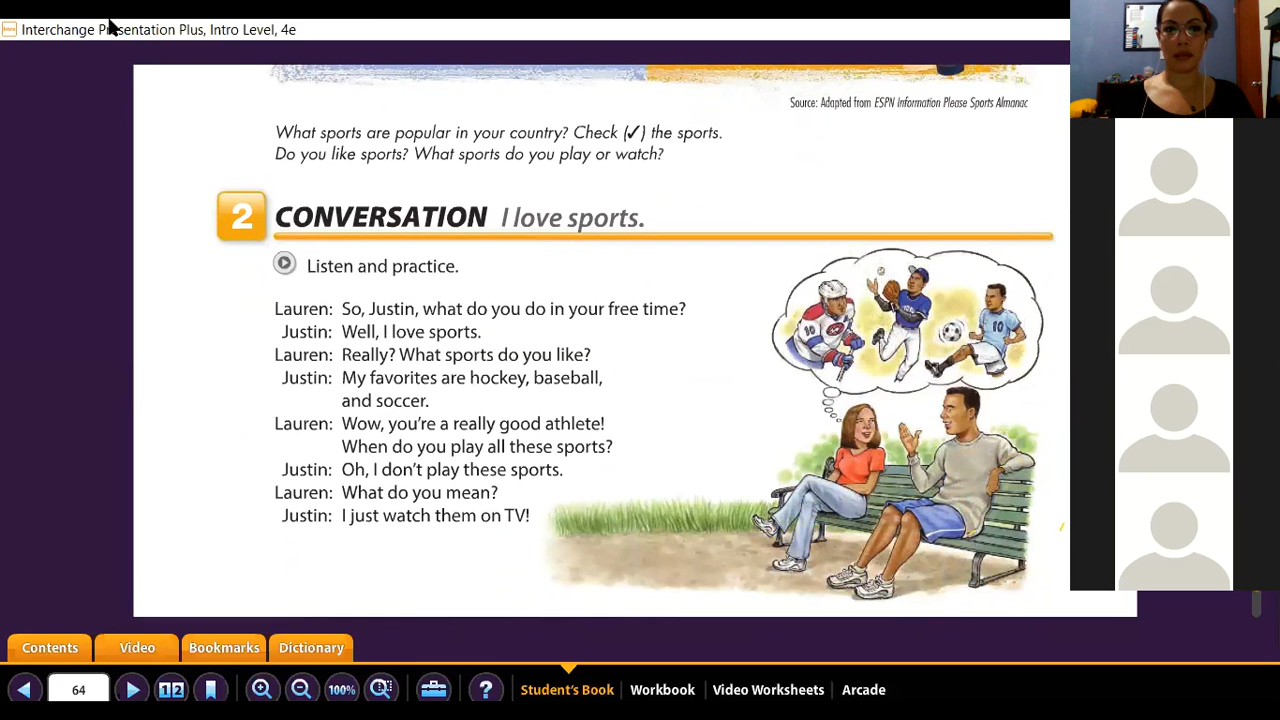 Interchange Presentation Plus, Intro Level, 4e
Source: Adapted from ESPN Information Please Sports Almanac
What sports are popular in your country? Check (✓) the sports.
Do you like sports? What sports do you play or watch?
2 CONVERSATION I love sports.
Listen and practice.
Lauren: So, Justin, what do you do in your free time?
Justin: Well, I love sports.
Lauren: Really? What sports do you like?
Justin: My favorites are hockey, baseball,
and soccer.
Lauren: Wow, you're a really good athlete!
When do you play all these sports?
Justin: Oh, I don't play these sports.
Lauren: What do you mean?
Justin: I just watch them on TV!
10
10
Contents Video Bookmarks Dictionary
64 1 2 100% ? Student's Book Workbook Video Worksheets Arcade